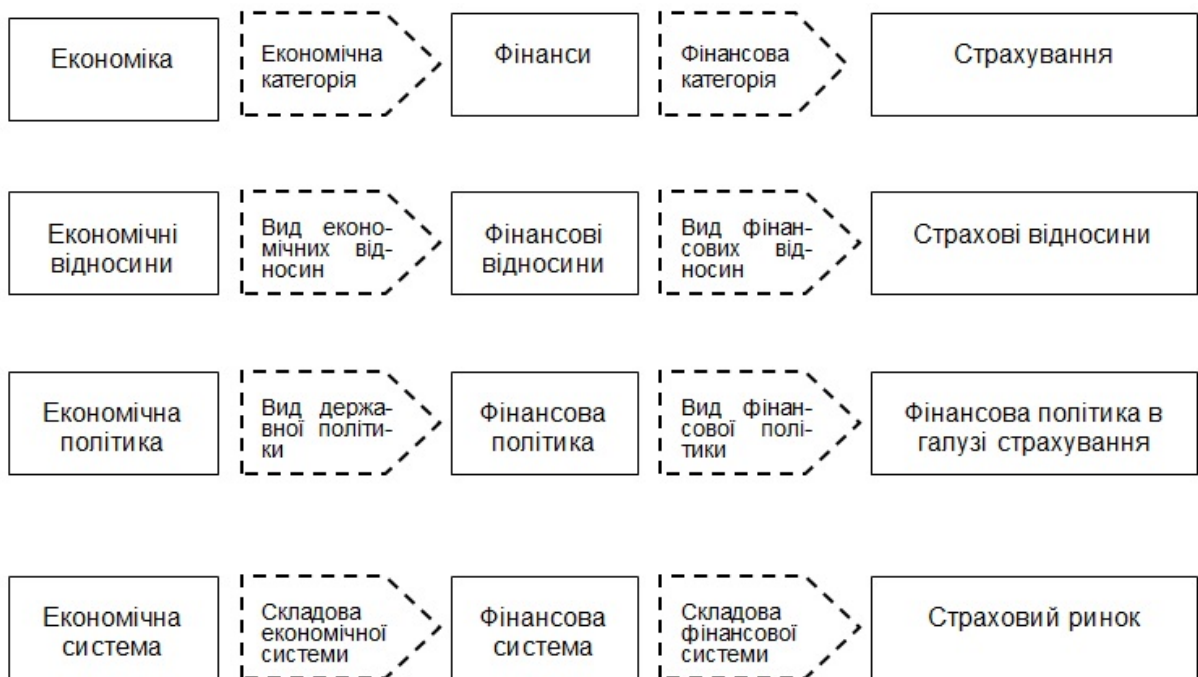 Економіка
Економічна
категорія
Фінанси
Фінансова
категорія
Страхування
Економічні
відносини
Вид еконо-
мічних від-
носин
Фінансові
відносини
Вид фінан-
сових від-
носин
Страхові відносини
Економічна
політика
Вид держа-
вної політи-
ки
Фінансова
політика
Вид фінан-
сової полі-
тики
Фінансова політика в
галузі страхування
Економічна
система
Складова
економічної
системи
Фінансова
система
Складова
фінансової
системи
Страховий ринок